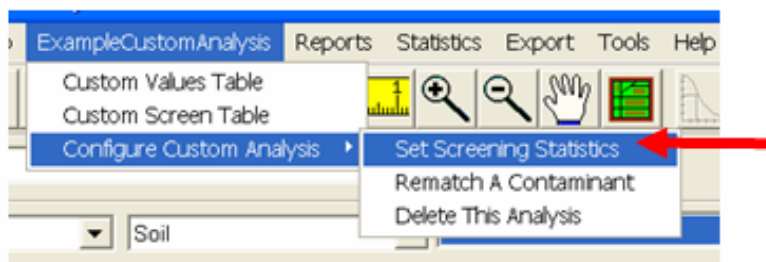 ExampleCustomAnalysis Reports Statistics Export Tools Help
Custom Values Table
Custom Screen Table
Configure Custom Analysis
Set Screening Statistics
Rematch A Contaminant
Delete This Analysis
1
Soil